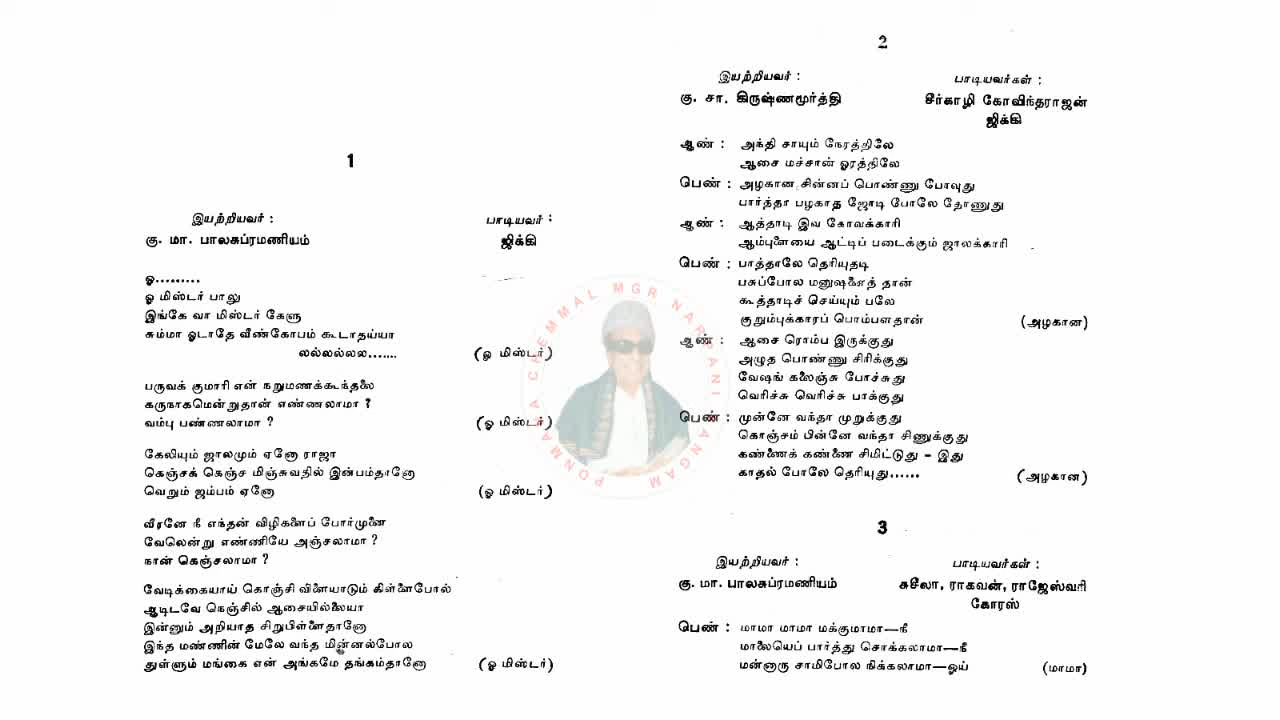 1
இயற்றியவர் :
பாடியவர் :
கு. மா. பாலசுப்ரமணியம்
ஜிக்கி
ஓ.........
ஓ மிஸ்டர் பாலு
இங்கே வா மிஸ்டர் கேளு
சும்மா ஓடாதே வீண்கோபம் கூடாதய்யா
லல்லல்லல.......
(ஓ மிஸ்டர்)
பருவக் குமாரி என் நறுமணக்கூந்தலை
கருநாகமென்றுதான் எண்ணலாமா ?
வம்பு பண்ணலாமா ?
(ஓ மிஸ்டர்)
கேலியும் ஜாலமும் ஏனோ ராஜா
கெஞ்சக் கெஞ்ச மிஞ்சுவதில் இன்பம்தானோ
வெறும் ஜம்பம் ஏனோ
(ஓ மிஸ்டர்)
வீரனே நீ எந்தன் விழிகளைப் போர்முனை
வேலென்று எண்ணியே அஞ்சலாமா ?
நான் கெஞ்சலாமா ?
வேடிக்கையாய் கொஞ்சி விளையாடும் கிள்ளைபோல்
ஆடிடவே நெஞ்சில் ஆசையில்லையா
இன்னும் அறியாத சிறுபிள்ளைதானோ
இந்த மண்ணின் மேலே வந்த மின்னல்போல
துள்ளும் மங்கை என் அங்கமே தங்கம்தானோ
(ஓ மிஸ்டர்)
2
இயற்றியவர் :
பாடியவர்கள் :
கு. சா. கிருஷ்ணமூர்த்தி
சீர்காழி கோவிந்தராஜன்
ஜிக்கி
ஆண் : அந்தி சாயும் நேரத்திலே
ஆசை மச்சான் ஓரத்திலே
பெண் : அழகான சின்னப் பொண்ணு போவுது
பார்த்தா பழகாத ஜோடி போலே தோணுது
ஆண் : ஆத்தாடி இவ கோவக்காரி
ஆம்புளையை ஆட்டிப் படைக்கும் ஜாலக்காரி
பெண் : பாத்தாலே தெரியுதடி
பசுப்போல மனுஷனைத் தான்
கூத்தாடிச் செய்யும் பலே
குறும்புக்காரப் பொம்பளதான்
(அழகான)
ஆண் : ஆசை ரொம்ப இருக்குது
அழுத பொண்ணு சிரிக்குது
வேஷங் கலைஞ்சு போச்சுது
வெரிச்சு வெரிச்சு பாக்குது
பெண் : முன்னே வந்தா முறுக்குது
கொஞ்சம் பின்னே வந்தா சிணுக்குது
கண்ணைக் கண்ணை சிமிட்டுது – இது
காதல் போலே தெரியுது......
(அழகான)
3
இயற்றியவர் :
பாடியவர்கள் :
கு. மா. பாலசுப்ரமணியம்
சுசீலா, ராகவன், ராஜேஸ்வரி
கோரஸ்
பெண் : மாமா மாமா மக்குமாமா—நீ
மாலையெப் பார்த்து சொக்கலாமா—நீ
மன்னாரு சாமிபோல நிக்கலாமா—ஓய்
(மாமா)
PONMANA CHEMMAL MGR NARPANI SANGAM